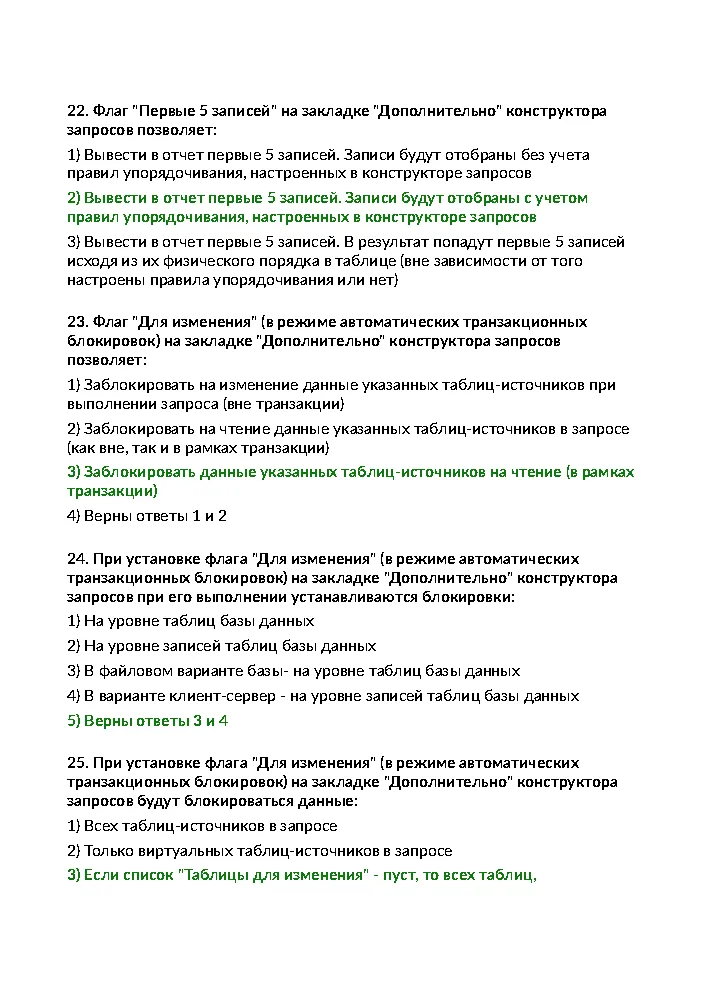 22. Флаг "Первые 5 записей" на закладке "Дополнительно" конструктора
запросов позволяет:
1) Вывести в отчет первые 5 записей. Записи будут отобраны без учета
правил упорядочивания, настроенных в конструкторе запросов
2) Вывести в отчет первые 5 записей. Записи будут отобраны с учетом
правил упорядочивания, настроенных в конструкторе запросов
3) Вывести в отчет первые 5 записей. В результат попадут первые 5 записей
исходя из их физического порядка в таблице (вне зависимости от того
настроены правила упорядочивания или нет)
23. Флаг "Для изменения" (в режиме автоматических транзакционных
блокировок) на закладке "Дополнительно" конструктора запросов
позволяет:
1) Заблокировать на изменение данные указанных таблиц-источников при
выполнении запроса (вне транзакции)
2) Заблокировать на чтение данные указанных таблиц-источников в запросе
(как вне, так и в рамках транзакции)
3) Заблокировать данные указанных таблиц-источников на чтение (в рамках
транзакции)
4) Верны ответы 1 и 2
24. При установке флага "Для изменения" (в режиме автоматических
транзакционных блокировок) на закладке "Дополнительно" конструктора
запросов при его выполнении устанавливаются блокировки:
1) На уровне таблиц базы данных
2) На уровне записей таблиц базы данных
3) В файловом варианте базы- на уровне таблиц базы данных
4) В варианте клиент-сервер - на уровне записей таблиц базы данных
5) Верны ответы 3 и 4
25. При установке флага "Для изменения" (в режиме автоматических
транзакционных блокировок) на закладке "Дополнительно" конструктора
запросов будут блокироваться данные:
1) Всех таблиц-источников в запросе
2) Только виртуальных таблиц-источников в запросе
3) Если список "Таблицы для изменения" - пуст, то всех таблиц,